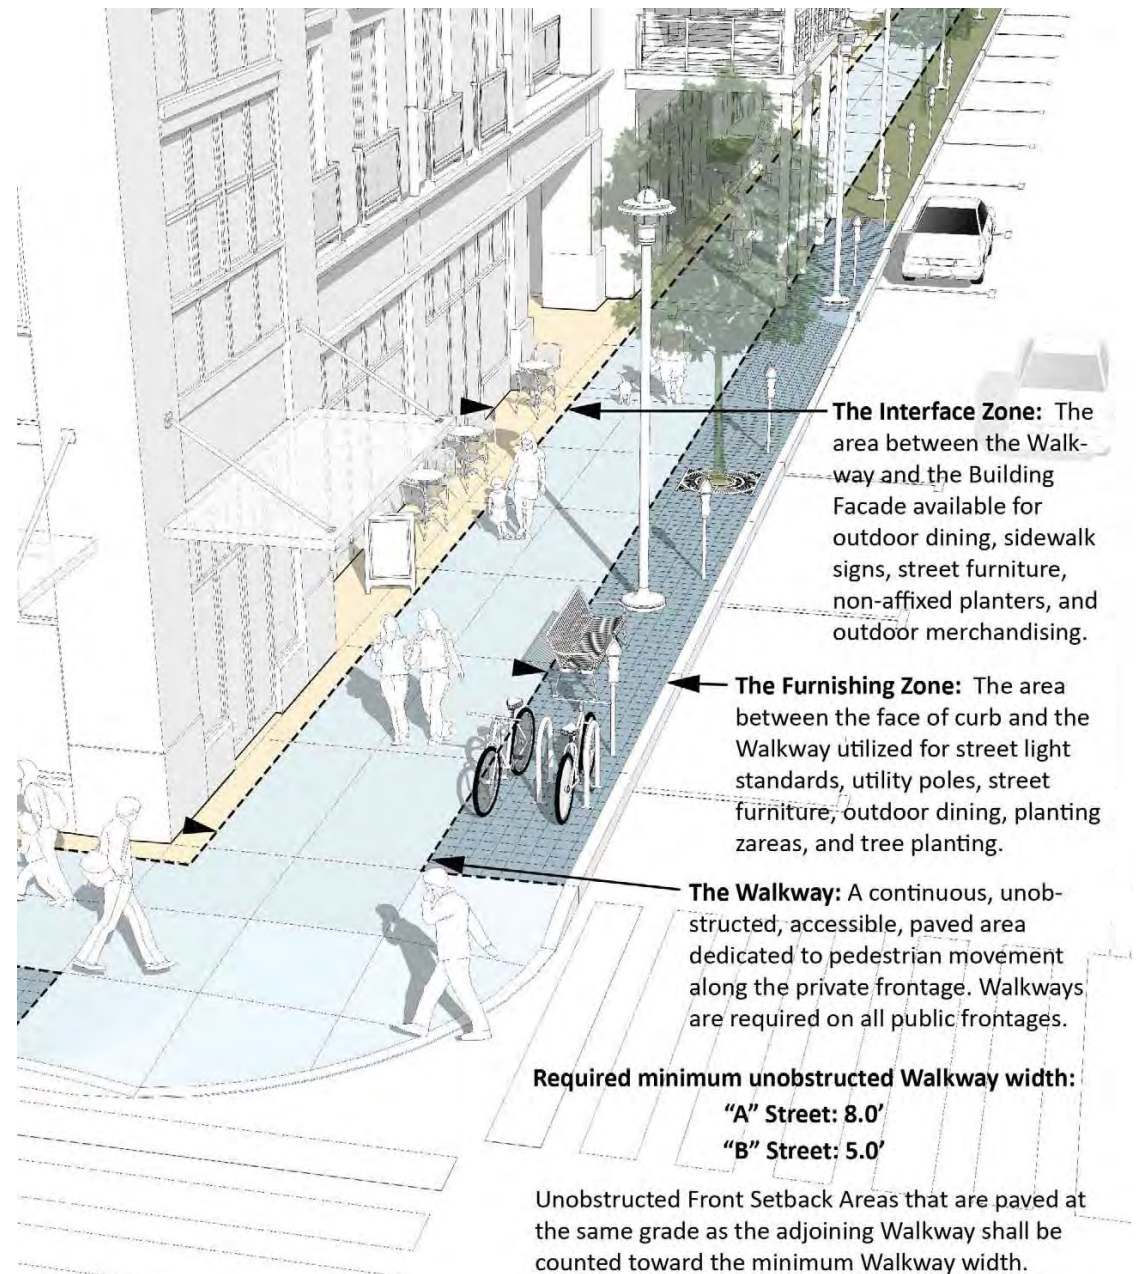 The Interface Zone: The
area between the Walk-
way and the Building
Facade available for
outdoor dining, sidewalk
signs, street furniture,
non-affixed planters, and
outdoor merchandising.
The Furnishing Zone: The area
between the face of curb and the
Walkway utilized for street light
standards, utility poles, street
furniture, outdoor dining, planting
zareas, and tree planting.
The Walkway: A continuous, unob-
structed, accessible, paved area
dedicated to pedestrian movement
along the private frontage. Walkways
are required on all public frontages.
Required minimum unobstructed Walkway width:
“A” Street: 8.0’
“B” Street: 5.0’
Unobstructed Front Setback Areas that are paved at
the same grade as the adjoining Walkway shall be
counted toward the minimum Walkway width.